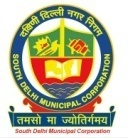 दक्षिणी दिल्ली नगर निगम
SOUTH DELHI MUNICIPAL CORPORATION
तमसो मा ज्योतिर्गमय
South Delhi Municipal Corporation